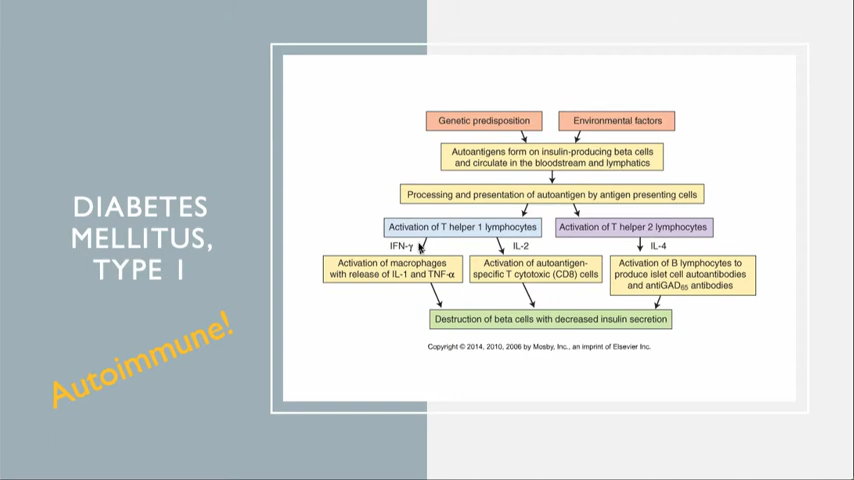 DIABETES
MELLITUS,
TYPE 1
Autoimmune!
Genetic predisposition
Environmental factors
Autoantigens form on insulin-producing beta cells
and circulate in the bloodstream and lymphatics
Processing and presentation of autoantigen by antigen presenting cells
Activation of T helper 1 lymphocytes
Activation of T helper 2 lymphocytes
IFN-γ
IL-2
IL-4
Activation of macrophages
with release of IL-1 and TNF-α
Activation of autoantigen-
specific T cytotoxic (CD8) cells
Activation of B lymphocytes to
produce islet cell autoantibodies
and antiGAD₆₅ antibodies
Destruction of beta cells with decreased insulin secretion
Copyright © 2014, 2010, 2006 by Mosby, Inc., an imprint of Elsevier Inc.